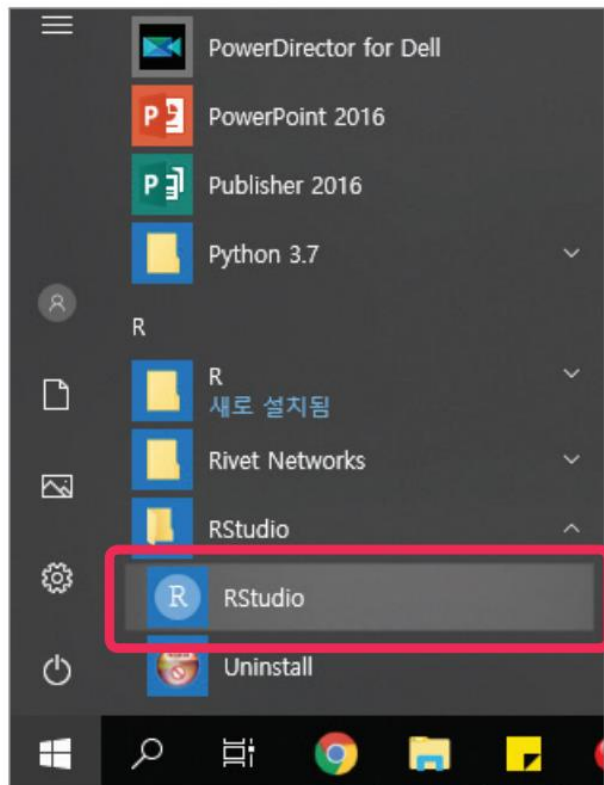 PowerDirector for Dell
PowerPoint 2016
Publisher 2016
Python 3.7
R
R
새로 설치됨
Rivet Networks
RStudio
R
RStudio
Uninstall